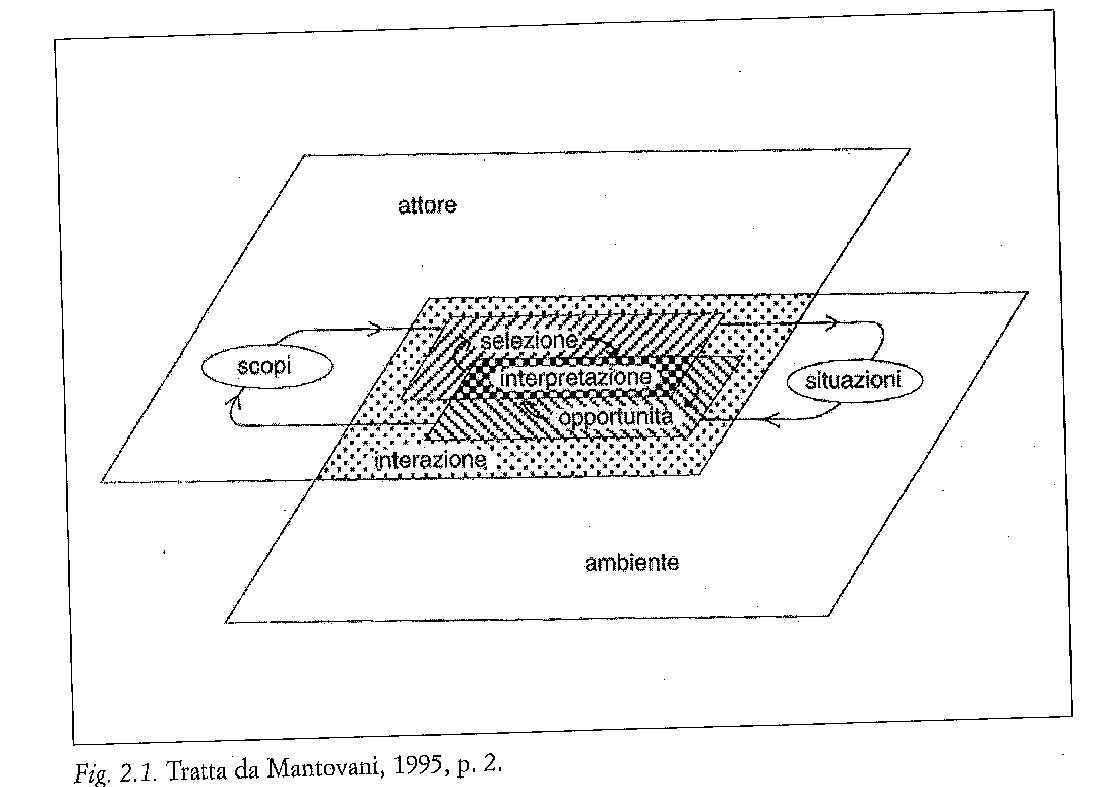 attore
selezione
scopi
interpretazione
situazioni
opportunità
interazione
ambiente
Fig. 2.1. Tratta da Mantovani, 1995, p. 2.